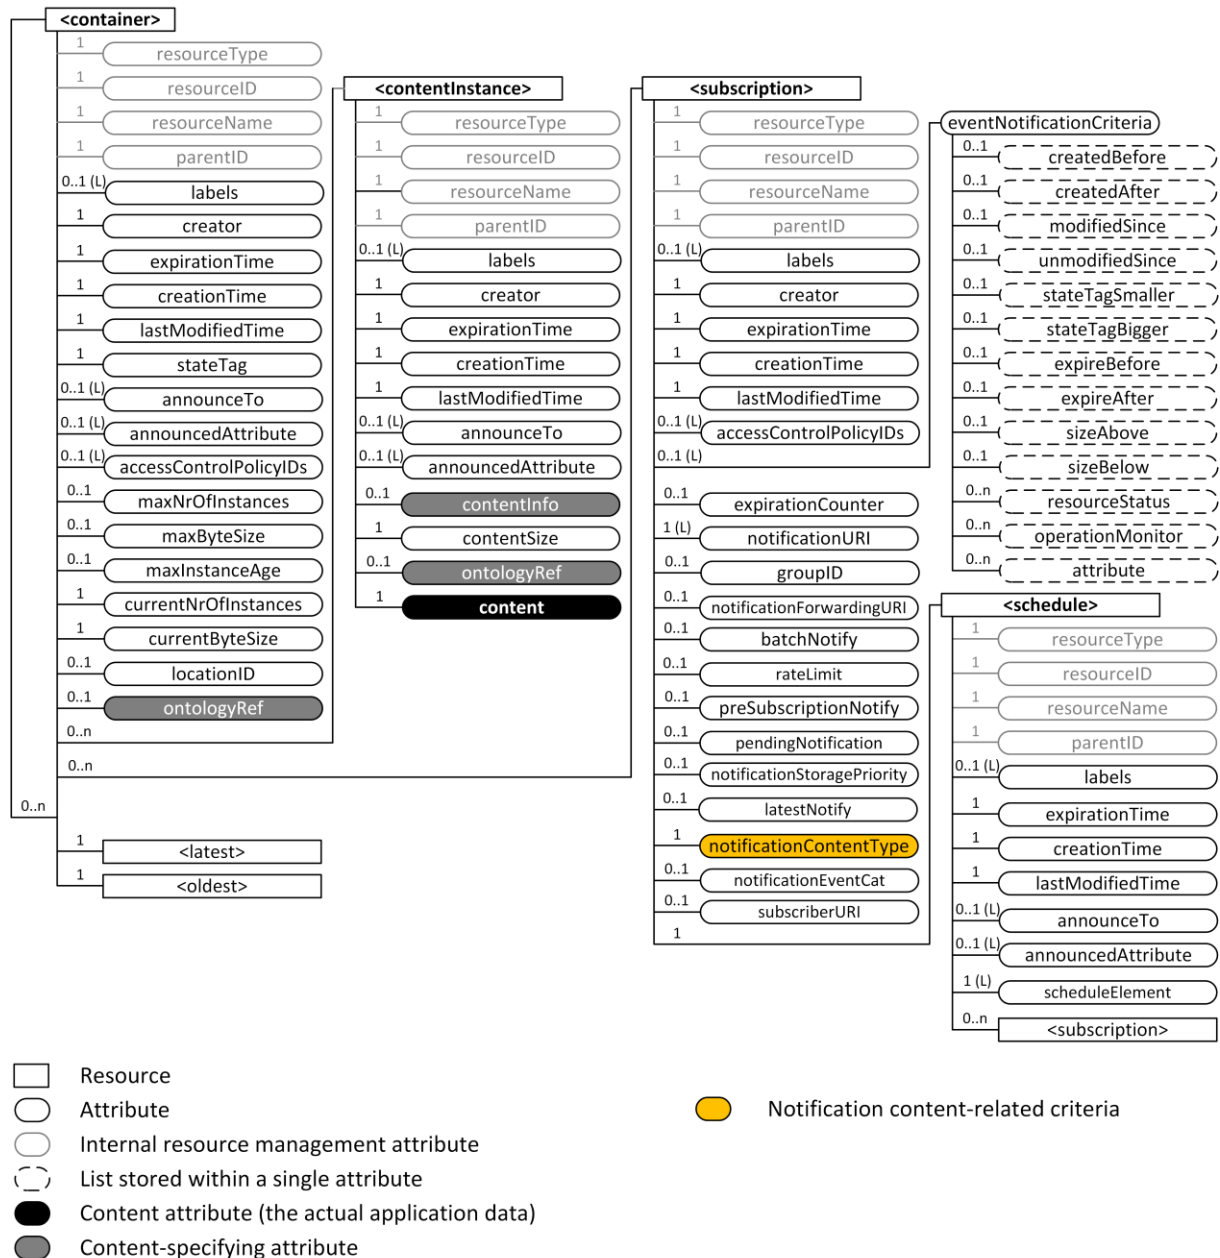 <container>
1
resourceType
1
resourceID
1
resourceName
1
parentID
0..1 (L)
labels
1
creator
1
expirationTime
1
creationTime
1
lastModifiedTime
1
stateTag
0..1 (L)
announceTo
0..1 (L)
announcedAttribute
0..1 (L)
accessControlPolicyIDs
0..1
maxNrOfInstances
0..1
maxByteSize
0..1
maxInstanceAge
1
currentNrOfInstances
1
currentByteSize
0..1
locationID
0..1
ontologyRef
0..n
0..n
0..n
1
<latest>
1
<oldest>
<contentInstance>
1
resourceType
1
resourceID
1
resourceName
1
parentID
0..1 (L)
labels
1
creator
1
expirationTime
1
creationTime
1
lastModifiedTime
0..1 (L)
announceTo
0..1 (L)
announcedAttribute
0..1
contentInfo
1
contentSize
0..1
ontologyRef
1
content
<subscription>
1
resourceType
1
resourceID
1
resourceName
1
parentID
0..1 (L)
labels
1
creator
1
expirationTime
1
creationTime
1
lastModifiedTime
0..1 (L)
accessControlPolicyIDs
0..1 (L)
0..1
expirationCounter
1 (L)
notificationURI
0..1
groupID
0..1
notificationForwardingURI
0..1
batchNotify
0..1
rateLimit
0..1
preSubscriptionNotify
0..1
pendingNotification
0..1
notificationStoragePriority
0..1
latestNotify
1
notificationContentType
0..1
notificationEventCat
0..1
subscriberURI
1
eventNotificationCriteria
0..1
createdBefore
0..1
createdAfter
0..1
modifiedSince
0..1
unmodifiedSince
0..1
stateTagSmaller
0..1
stateTagBigger
0..1
expireBefore
0..1
expireAfter
0..1
sizeAbove
0..1
sizeBelow
0..n
resourceStatus
0..n
operationMonitor
0..n
attribute
<schedule>
1
resourceType
1
resourceID
1
resourceName
1
parentID
0..1 (L)
labels
1
expirationTime
1
creationTime
1
lastModifiedTime
0..1 (L)
announceTo
0..1 (L)
announcedAttribute
1 (L)
scheduleElement
0..n
<subscription>
Resource
Attribute
Internal resource management attribute
List stored within a single attribute
Content attribute (the actual application data)
Content-specifying attribute
Notification content-related criteria